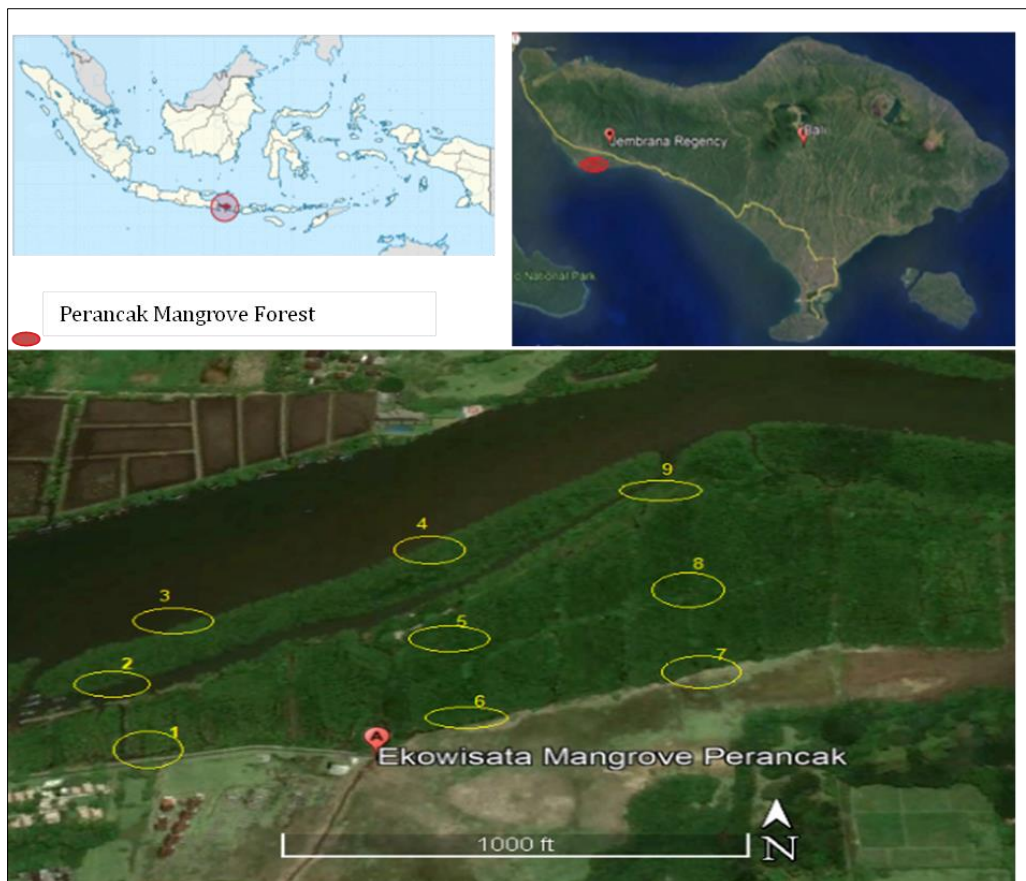 Jembrana Regency
Bali
c National Park
Perancak Mangrove Forest
9
4
8
3
5
2
7
6
1
A
Ekowisata Mangrove Perancak
1000 ft
N